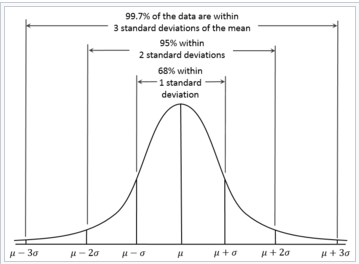 99.7% of the data are within
3 standard deviations of the mean
95% within
2 standard deviations
68% within
1 standard
deviation
μ − 3σ μ − 2σ μ − σ μ μ + σ μ + 2σ μ + 3σ